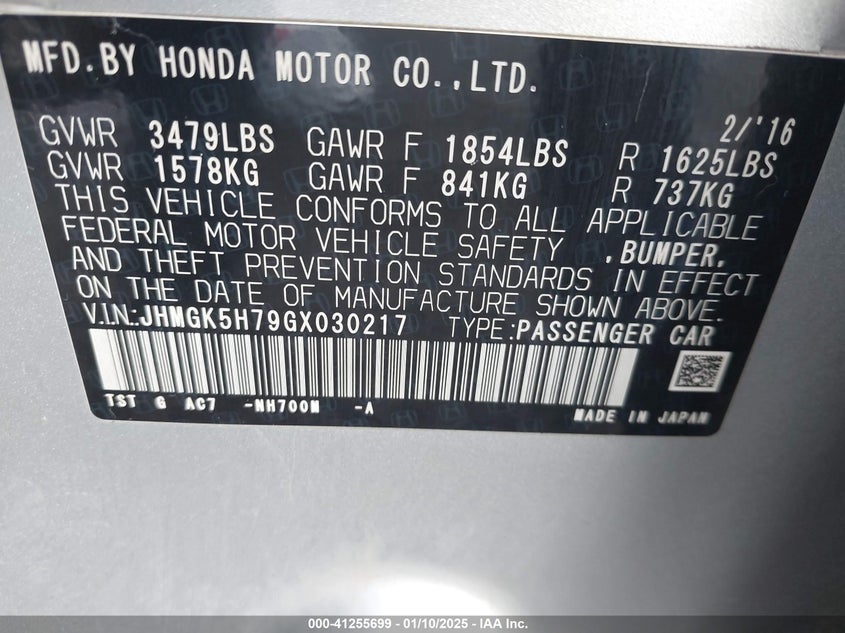 MFD.BY HONDA MOTOR CO.,LTD.
2/'16
GVWR 3479LBS GAWR F 1854LBS R 1625LBS
GVWR 1578KG GAWR F 841KG R 737KG
THIS VEHICLE CONFORMS TO ALL APPLICABLE
FEDERAL MOTOR VEHICLE SAFETY ,BUMPER,
AND THEFT PREVENTION STANDARDS IN EFFECT
ON THE DATE OF MANUFACTURE SHOWN ABOVE.
V.IN.:JHMGK5H79GX030217 TYPE:PASSENGER CAR
TST G AC7 -NH700M -A MADE IN JAPAN
000-41255699 - 01/10/2025 - IAA Inc.